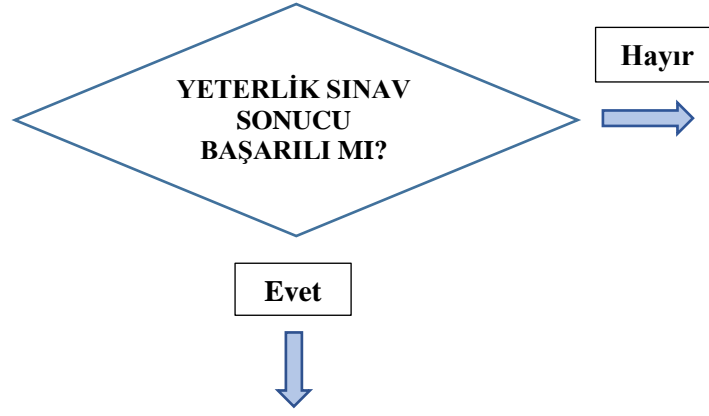 YETERLİK SINAV
SONUCU
BAŞARILI MI?
Hayır
Evet